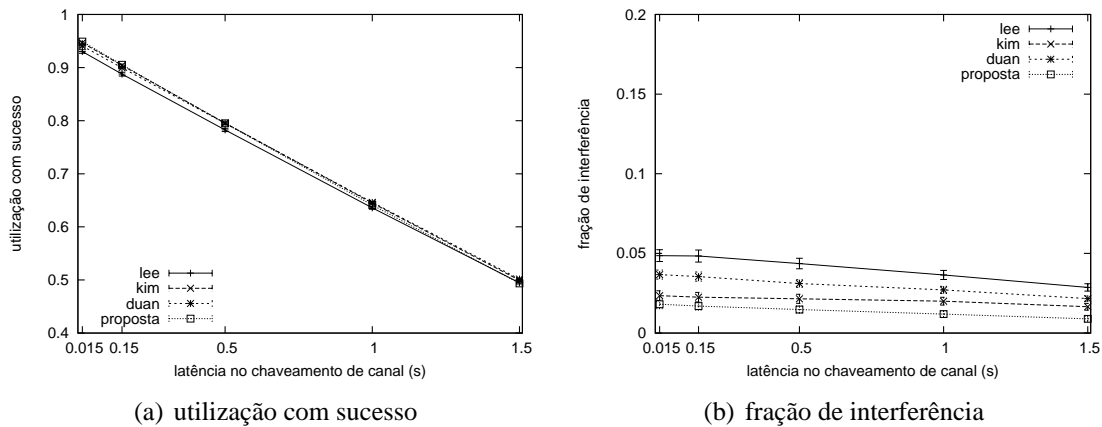 1
0.9
0.8
0.7
0.6
0.5
0.4
0.015 0.15 0.5 1 1.5
utilização com sucesso
latência no chaveamento de canal (s)
lee
kim
duan
proposta
(a) utilização com sucesso
0.2
0.15
0.1
0.05
0
0.015 0.15 0.5 1 1.5
fração de interferência
latência no chaveamento de canal (s)
lee
kim
duan
proposta
(b) fração de interferência